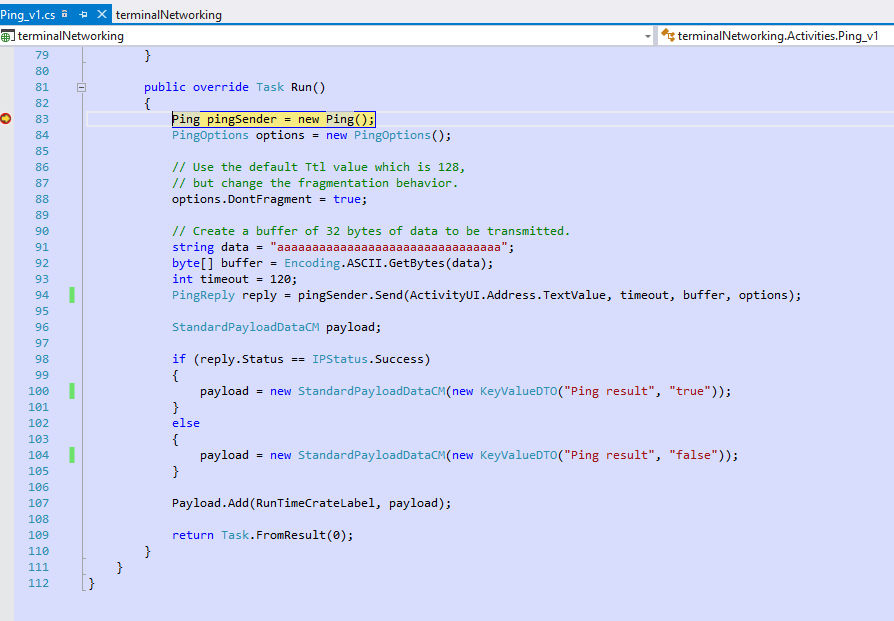 Ping_v1.cs terminalNetworking
terminalNetworking terminalNetworking.Activities.Ping_v1
79 }
80
81 public override Task Run()
82 {
83 Ping pingSender = new Ping();
84 PingOptions options = new PingOptions();
85
86 // Use the default Ttl value which is 128,
87 // but change the fragmentation behavior.
88 options.DontFragment = true;
89
90 // Create a buffer of 32 bytes of data to be transmitted.
91 string data = "aaaaaaaaaaaaaaaaaaaaaaaaaaaaaaaa";
92 byte[] buffer = Encoding.ASCII.GetBytes(data);
93 int timeout = 120;
94 PingReply reply = pingSender.Send(ActivityUI.Address.TextValue, timeout, buffer, options);
95
96 StandardPayloadDataCM payload;
97
98 if (reply.Status == IPStatus.Success)
99 {
100 payload = new StandardPayloadDataCM(new KeyValueDTO("Ping result", "true"));
101 }
102 else
103 {
104 payload = new StandardPayloadDataCM(new KeyValueDTO("Ping result", "false"));
105 }
106
107 Payload.Add(RunTimeCrateLabel, payload);
108
109 return Task.FromResult(0);
110 }
111 }
112 }